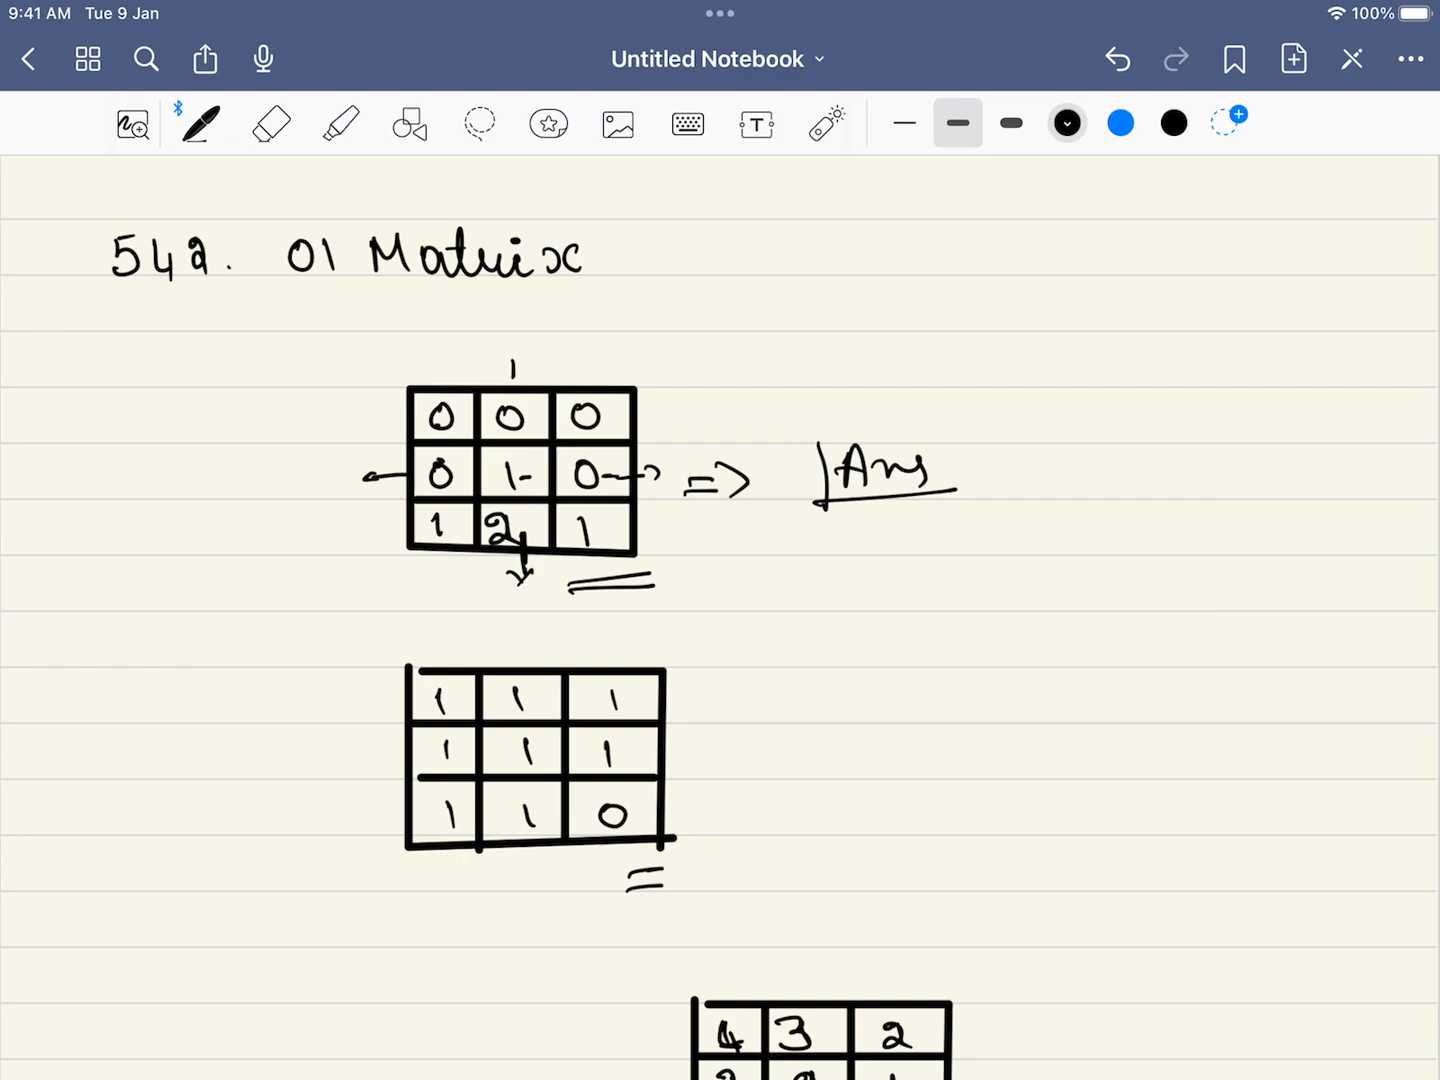 9:41 AM Tue 9 Jan
100%
Untitled Notebook
T
542. 01 Matrix
1
0 0 0
0 1 0 => Ans
1 2 1
1 1 1
1 1 1
1 1 0
=
4 3 2